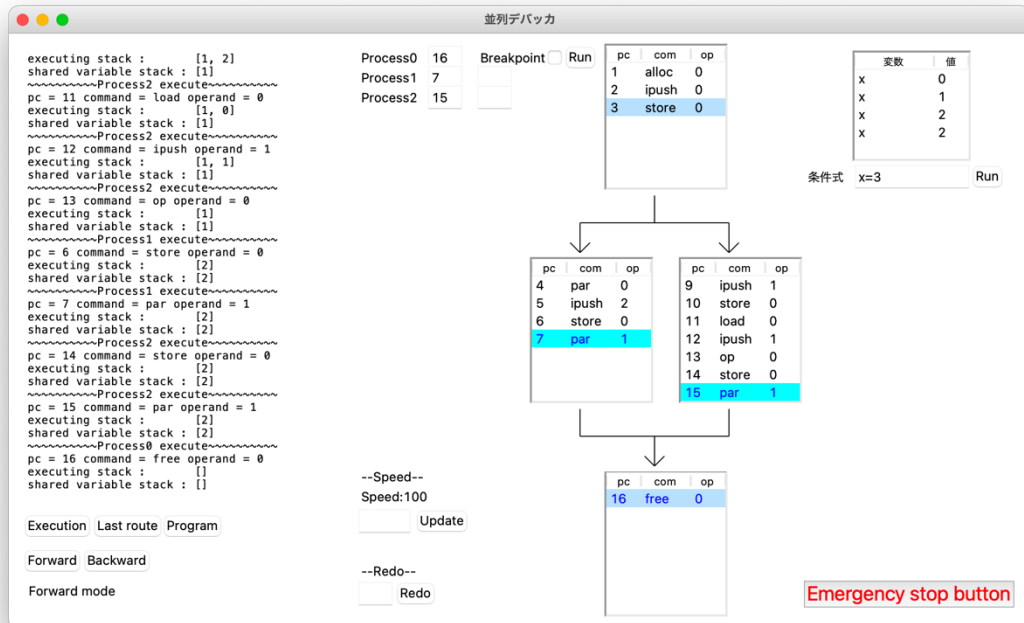 並列デバッカ
executing stack :        [1, 2]
shared variable stack : [1]
~~~~~~~~~~Process2 execute~~~~~~~~~~
pc = 11 command = load operand = 0
executing stack :        [1, 0]
shared variable stack : [1]
~~~~~~~~~~Process2 execute~~~~~~~~~~
pc = 12 command = ipush operand = 1
executing stack :        [1, 1]
shared variable stack : [1]
~~~~~~~~~~Process2 execute~~~~~~~~~~
pc = 13 command = op operand = 0
executing stack :        [1]
shared variable stack : [1]
~~~~~~~~~~Process1 execute~~~~~~~~~~
pc = 6 command = store operand = 0
executing stack :        [2]
shared variable stack : [2]
~~~~~~~~~~Process1 execute~~~~~~~~~~
pc = 7 command = par operand = 1
executing stack :        [2]
shared variable stack : [2]
~~~~~~~~~~Process2 execute~~~~~~~~~~
pc = 14 command = store operand = 0
executing stack :        [2]
shared variable stack : [2]
~~~~~~~~~~Process2 execute~~~~~~~~~~
pc = 15 command = par operand = 1
executing stack :        [2]
shared variable stack : [2]
~~~~~~~~~~Process0 execute~~~~~~~~~~
pc = 16 command = free operand = 0
executing stack :        []
shared variable stack : []
Execution Last route Program
Forward Backward
Forward mode
Process0 16 Breakpoint Run
Process1 7
Process2 15
pc com op
1 alloc 0
2 ipush 0
3 store 0
変数 値
x 0
x 1
x 2
x 2
条件式 x=3 Run
pc com op
4 par 0
5 ipush 2
6 store 0
7 par 1
pc com op
9 ipush 1
10 store 0
11 load 0
12 ipush 1
13 op 0
14 store 0
15 par 1
pc com op
16 free 0
--Speed--
Speed:100
Update
--Redo--
Redo
Emergency stop button